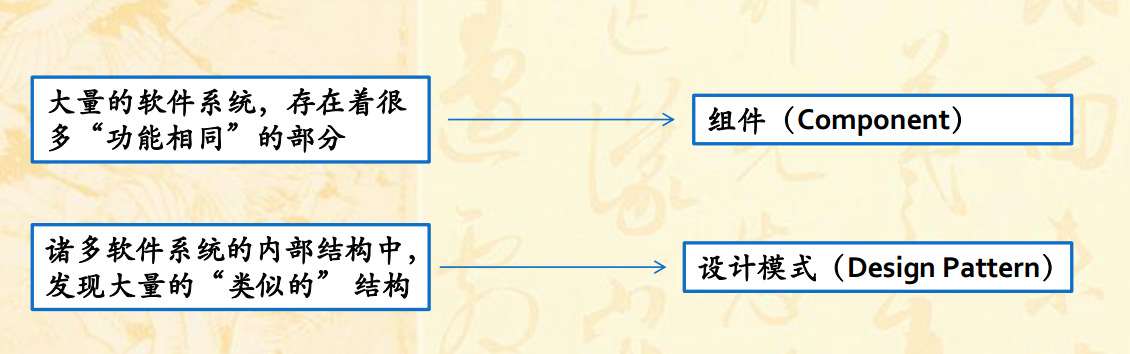 大量的软件系统，存在着很
多“功能相同”的部分
组件（Component）
诸多软件系统的内部结构中，
发现大量的“类似的” 结构
设计模式（Design Pattern）